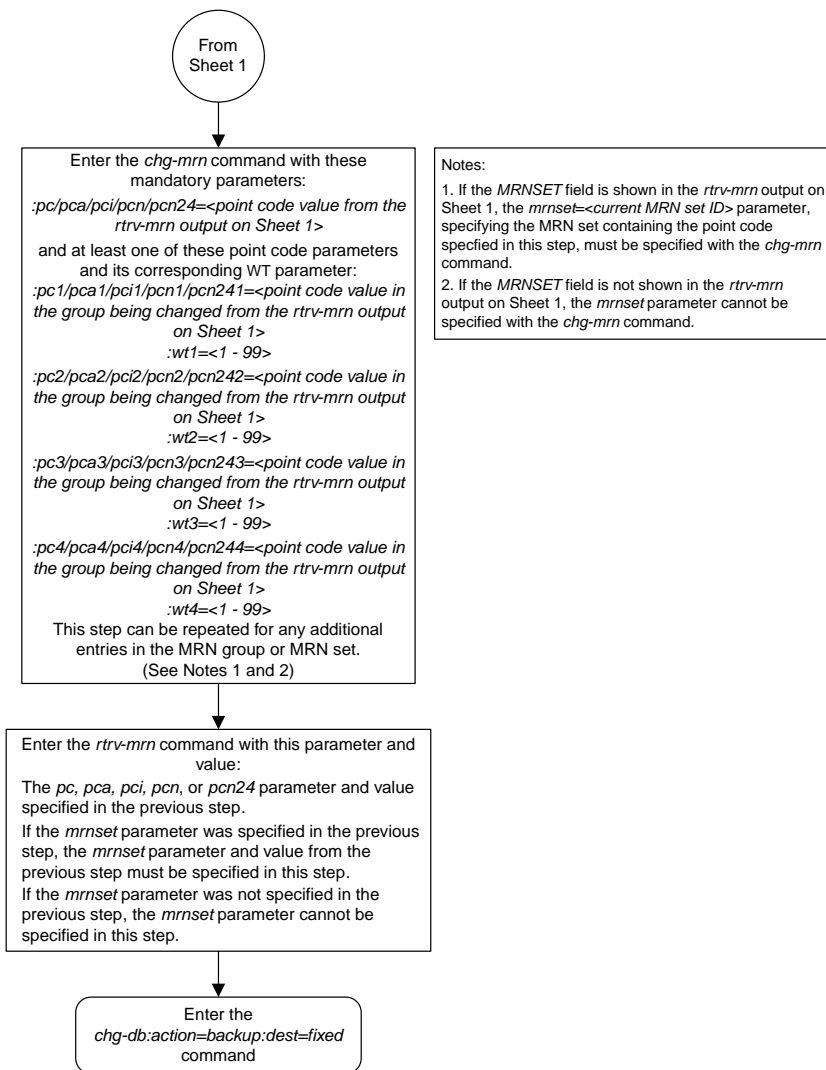 From
Sheet 1
Enter the chg-mrn command with these
mandatory parameters:
:pc/pca/pci/pcn/pcn24=<point code value from the
rtrv-mrn output on Sheet 1>
and at least one of these point code parameters
and its corresponding WT parameter:
:pc1/pca1/pci1/pcn1/pcn241=<point code value in
the group being changed from the rtrv-mrn output
on Sheet 1>
:wt1=<1 - 99>
:pc2/pca2/pci2/pcn2/pcn242=<point code value in
the group being changed from the rtrv-mrn output
on Sheet 1>
:wt2=<1 - 99>
:pc3/pca3/pci3/pcn3/pcn243=<point code value in
the group being changed from the rtrv-mrn output
on Sheet 1>
:wt3=<1 - 99>
:pc4/pca4/pci4/pcn4/pcn244=<point code value in
the group being changed from the rtrv-mrn output
on Sheet 1>
:wt4=<1 - 99>
This step can be repeated for any additional
entries in the MRN group or MRN set.
(See Notes 1 and 2)
Notes:
1. If the MRNSET field is shown in the rtrv-mrn output on
Sheet 1, the mrnset=<current MRN set ID> parameter,
specifying the MRN set containing the point code
specfied in this step, must be specified with the chg-mrn
command.
2. If the MRNSET field is not shown in the rtrv-mrn
output on Sheet 1, the mrnset parameter cannot be
specified with the chg-mrn command.
Enter the rtrv-mrn command with this parameter and
value:
The pc, pca, pci, pcn, or pcn24 parameter and value
specified in the previous step.
If the mrnset parameter was specified in the previous
step, the mrnset parameter and value from the
previous step must be specified in this step.
If the mrnset parameter was not specified in the
previous step, the mrnset parameter cannot be
specified in this step.
Enter the
chg-db:action=backup:dest=fixed
command